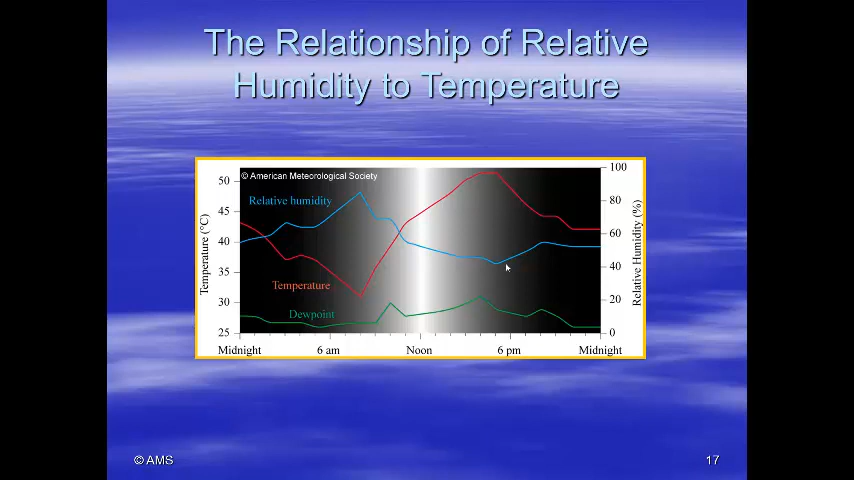 The Relationship of Relative
Humidity to Temperature
© American Meteorological Society
Relative humidity
Temperature
Dewpoint
Temperature (°C)
50
45
40
35
30
25
100
80
60
40
20
0
Relative Humidity (%)
Midnight 6 am Noon 6 pm Midnight
© AMS 17